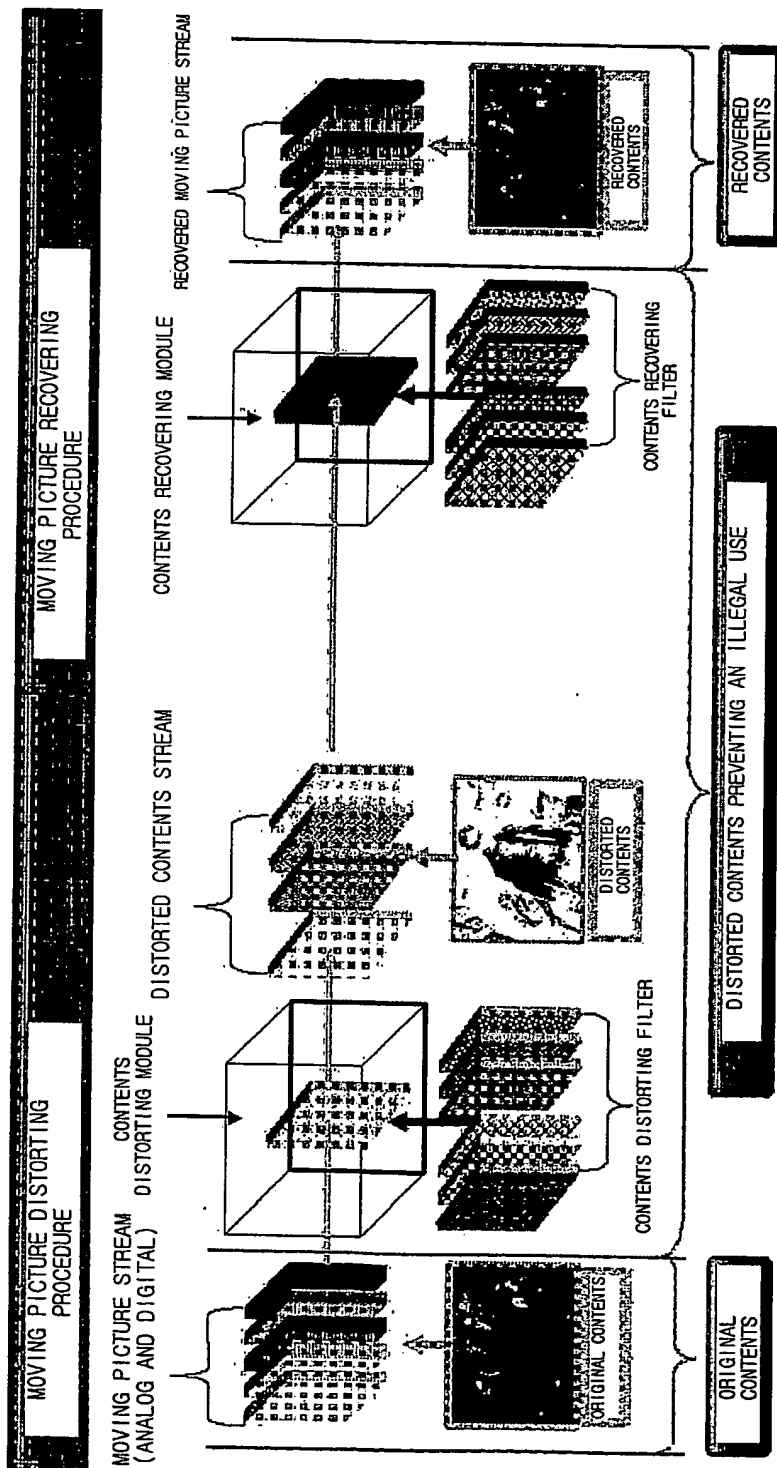 MOVING PICTURE DISTORTING
PROCEDURE
MOVING PICTURE RECOVERING
PROCEDURE
MOVING PICTURE STREAM
(ANALOG AND DIGITAL)
CONTENTS
DISTORTING MODULE
DISTORTED CONTENTS STREAM
CONTENTS RECOVERING MODULE
RECOVERED MOVING PICTURE STREAM
ORIGINAL CONTENTS
CONTENTS DISTORTING FILTER
DISTORTED
CONTENTS
CONTENTS RECOVERING
FILTER
RECOVERED
CONTENTS
ORIGINAL
CONTENTS
DISTORTED CONTENTS PREVENTING AN ILLEGAL USE
RECOVERED
CONTENTS